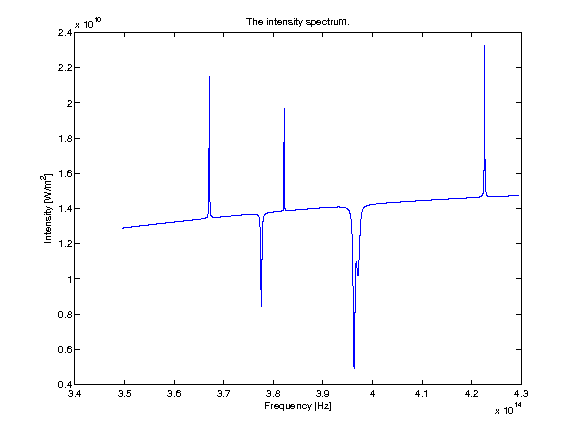 The intensity spectrum.
x 10^10
2.4
2.2
2
1.8
1.6
1.4
1.2
1
0.8
0.6
0.4
Intensity [W/m^2]
3.4 3.5 3.6 3.7 3.8 3.9 4 4.1 4.2 4.3
Frequency [Hz]
x 10^14